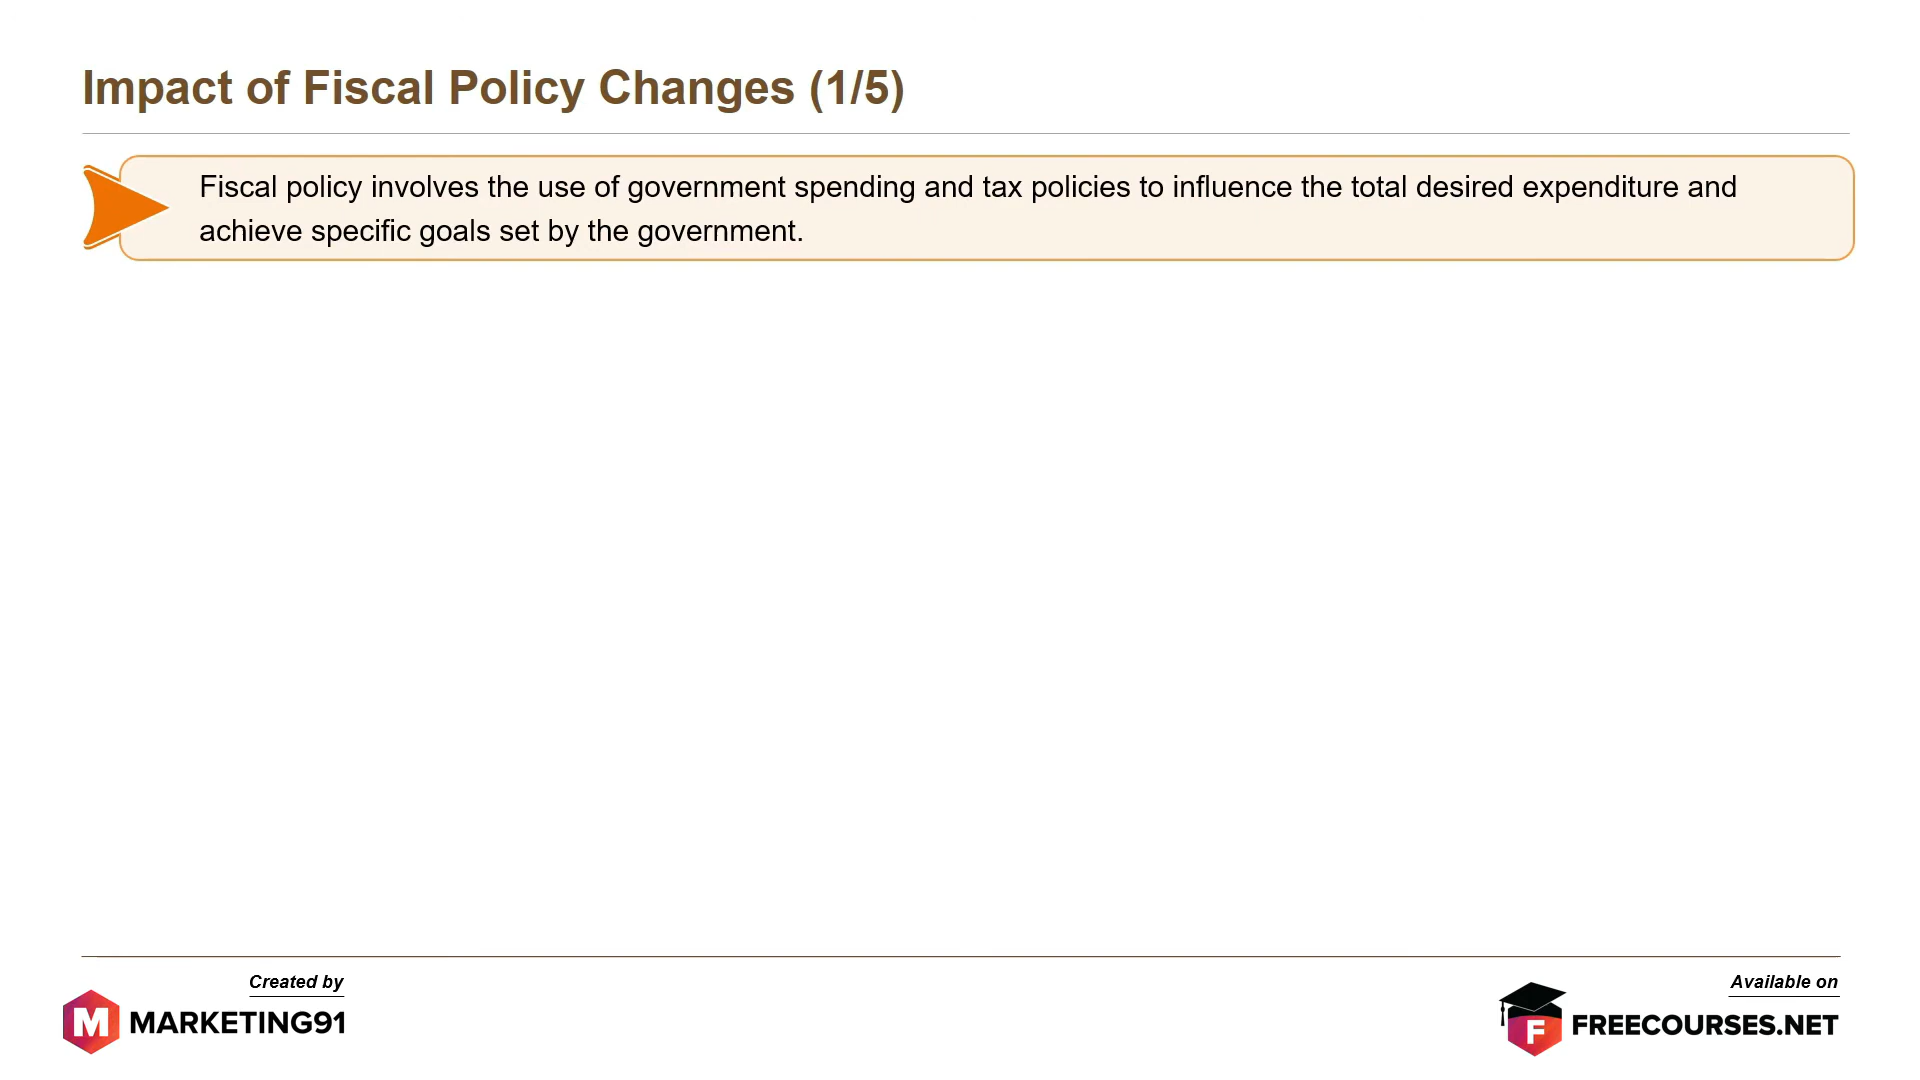 Impact of Fiscal Policy Changes (1/5)
Fiscal policy involves the use of government spending and tax policies to influence the total desired expenditure and
achieve specific goals set by the government.
Created by
M MARKETING91
Available on
F FREECOURSES.NET